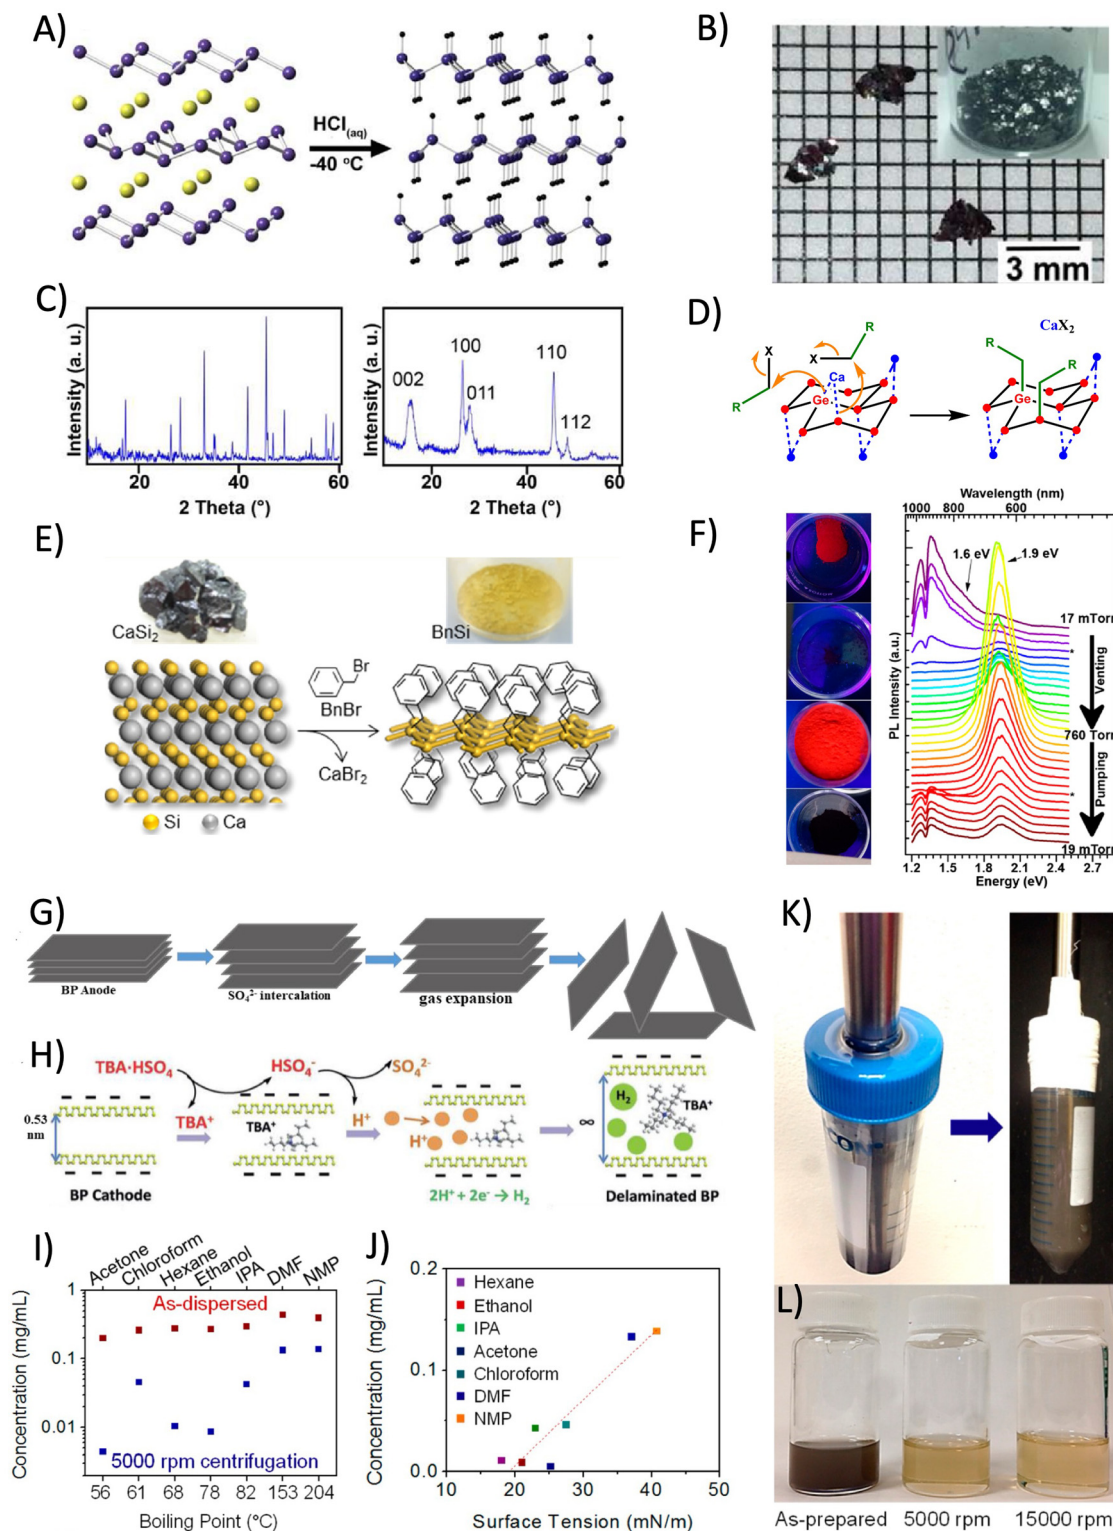 A)
HCl(aq)
-40 °C
B)
3 mm
C)
Intensity (a. u.)
20
40
60
2 Theta (°)
Intensity (a. u.)
002
100
011
110
112
20
40
60
2 Theta (°)
D)
X
X
R
R
Ca
Ge
CaX₂
R
R
Ge
E)
CaSi₂
BnSi
Br
BnBr
CaBr₂
Si
Ca
F)
Wavelength (nm)
1000
800
600
1.6 eV
1.9 eV
17 mTorr
*
Venting
760 Torr
Pumping
*
19 mTorr
PL Intensity (a.u.)
1.2
1.5
1.8
2.1
2.4
2.7
Energy (eV)
G)
BP Anode
SO₄²⁻ intercalation
gas expansion
H)
TBA·HSO₄
HSO₄⁻
SO₄²⁻
TBA⁺
H⁺
0.53
nm
TBA⁺
H⁺
H₂
TBA⁺
∞
BP Cathode
2H⁺ + 2e⁻ → H₂
Delaminated BP
I)
Acetone
Chloroform
Hexane
Ethanol
IPA
DMF
NMP
Concentration (mg/mL)
1
0.1
0.01
As-dispersed
5000 rpm centrifugation
56
61
68
78
82
153
204
Boiling Point (°C)
J)
Concentration (mg/mL)
0.2
0.1
0.0
Hexane
Ethanol
IPA
Acetone
Chloroform
DMF
NMP
10
20
30
40
50
Surface Tension (mN/m)
K)
L)
As-prepared
5000 rpm
15000 rpm